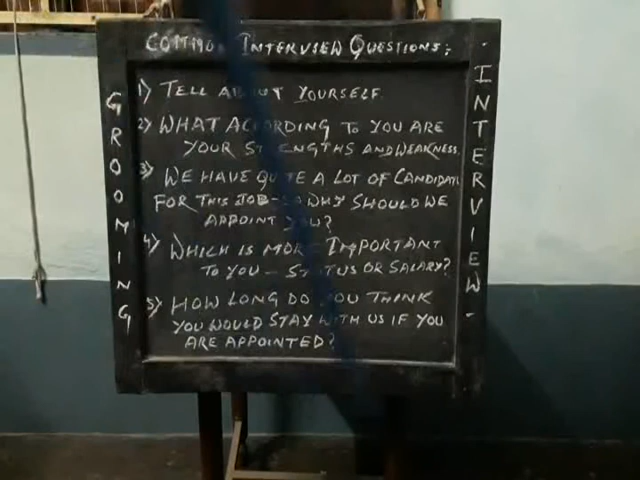 COMMON INTERVIEW QUESTIONS:
GROOMING
1) TELL ABOUT YOURSELF.
2) WHAT ACCORDING TO YOU ARE
YOUR STRENGTHS AND WEAKNESS.
3) WE HAVE QUITE A LOT OF CANDIDATE
FOR THIS JOB-SO WHY SHOULD WE
APPOINT YOU?
4) WHICH IS MORE IMPORTANT
TO YOU - STATUS OR SALARY?
5) HOW LONG DO YOU THINK
YOU WOULD STAY WITH US IF YOU
ARE APPOINTED?
INTERVIEW